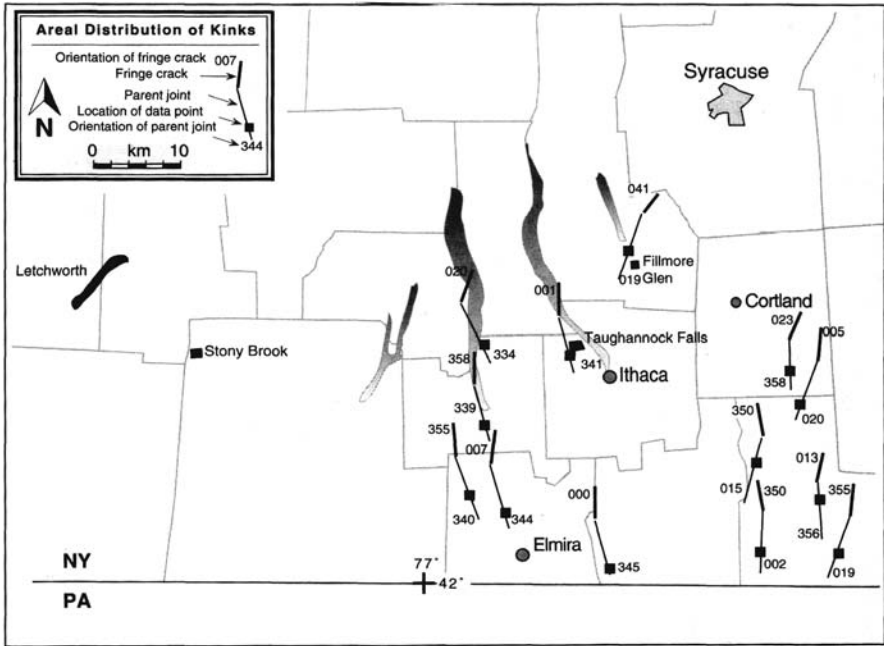 Areal Distribution of Kinks
Orientation of fringe crack 007
Fringe crack
Parent joint
Location of data point
Orientation of parent joint
344
N
0 km 10
Syracuse
041
Letchworth
020
001
019
Fillmore
Glen
Cortland
023
005
Stony Brook
334
Taughannock Falls
341
358
Ithaca
358
339
020
355
350
007
013
015
350
355
000
340
344
356
Elmira
NY
77°
345
002
019
42°
PA